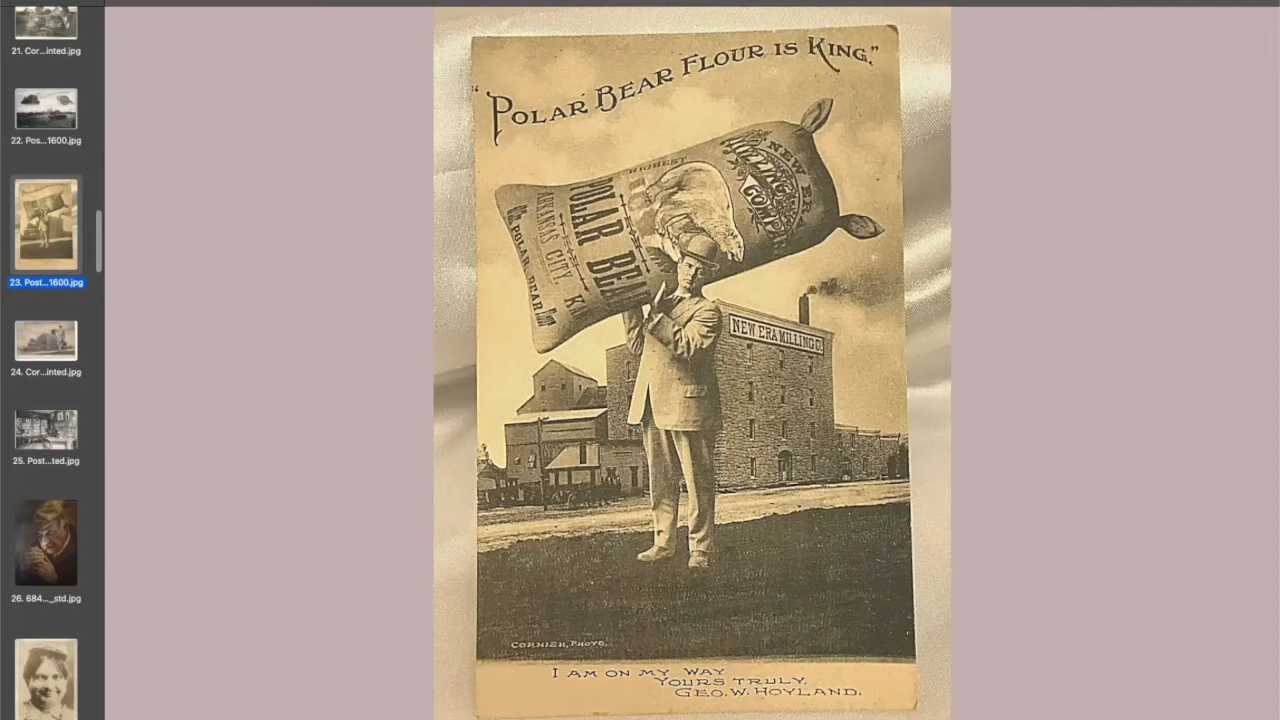 21. Cor...inted.jpg
22. Pos...1600.jpg
23. Post...1600.jpg
24. Cor...inted.jpg
25. Post...ted.jpg
26. 684..._std.jpg
"POLAR BEAR FLOUR IS KING."
HIGHEST
POLAR BEAR
ARKANSAS CITY,
POLAR BEAR
NEW ERA
MILLING
NEW ERA MILLING CO.
CORNISH, PHOTO.
I AM ON MY WAY
YOURS TRULY,
GEO. W. HOYLAND.